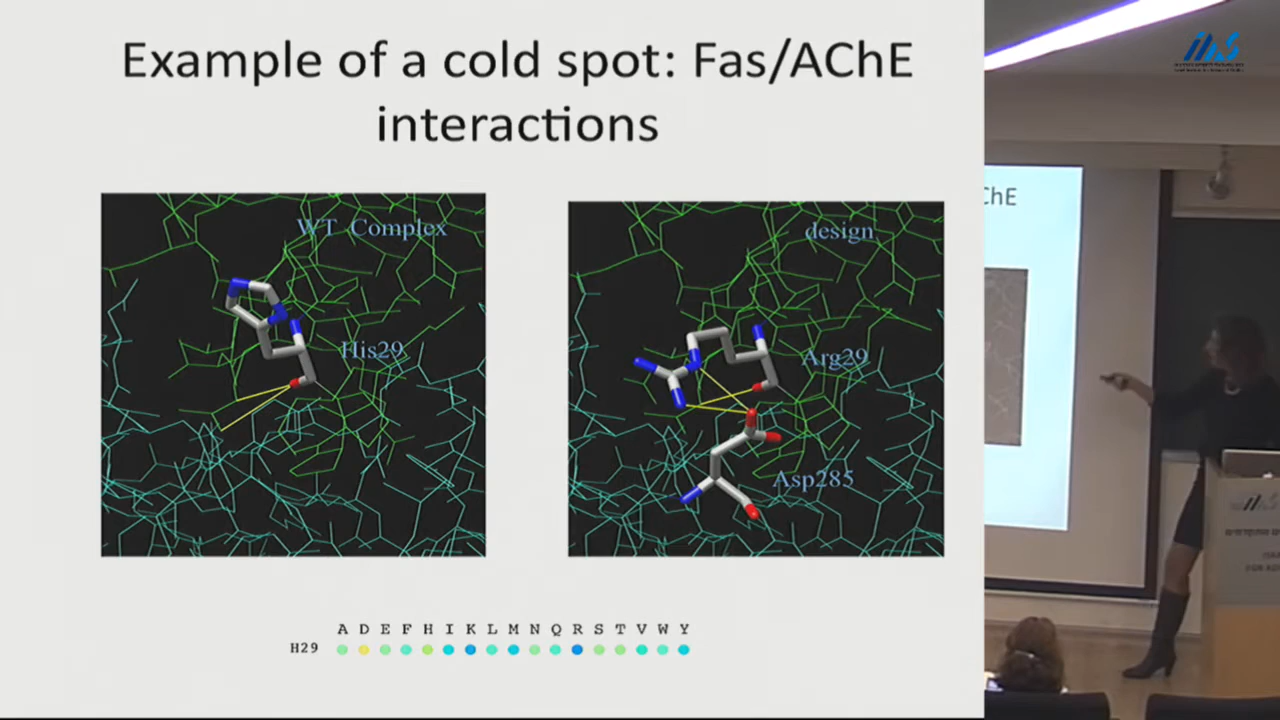 Example of a cold spot: Fas/AChE
interactions
WT Complex
His29
design
Arg29
Asp285
A D E F H I K L M N Q R S T V W Y
H29
ChE